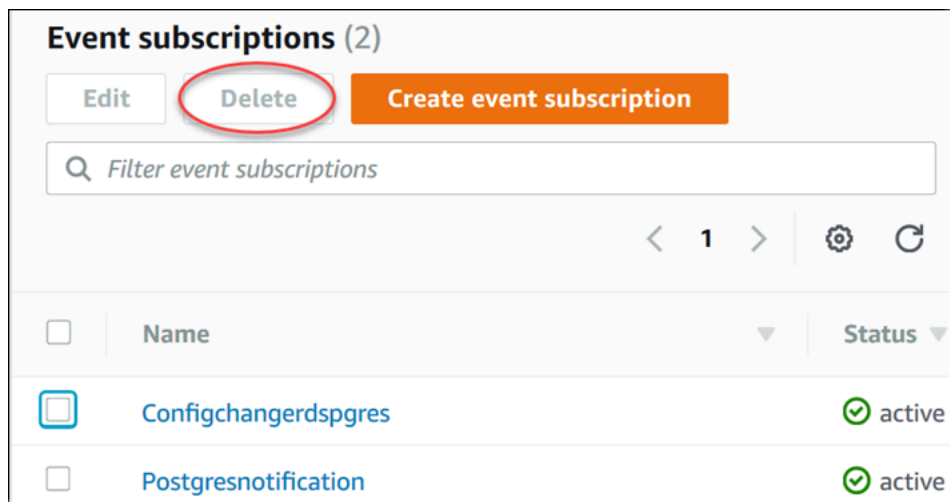 Event subscriptions (2)
Edit Delete Create event subscription
Filter event subscriptions
1
Name Status
Configchangerdspgres active
Postgresnotification active